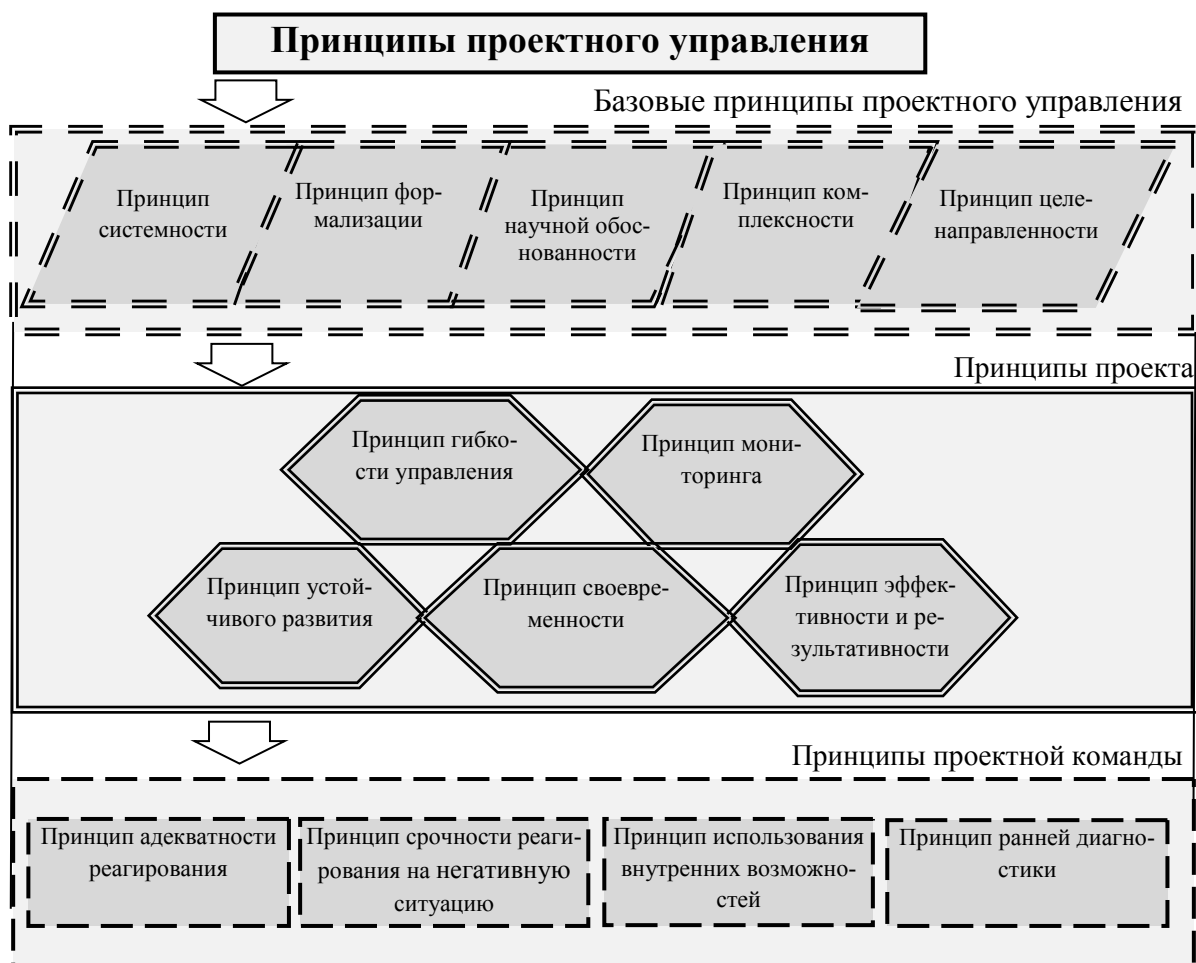 Принципы проектного управления
Базовые принципы проектного управления
Принцип
системности
Принцип фор-
мализации
Принцип
научной обос-
нованности
Принцип ком-
плексности
Принцип целе-
направленности
Принципы проекта
Принцип гибко-
сти управления
Принцип мони-
торинга
Принцип устой-
чивого развития
Принцип своевре-
менности
Принцип эффек-
тивности и ре-
зультативности
Принципы проектной команды
Принцип адекватности
реагирования
Принцип срочности реаги-
рования на негативную
ситуацию
Принцип использования
внутренних возможно-
стей
Принцип ранней диагно-
стики